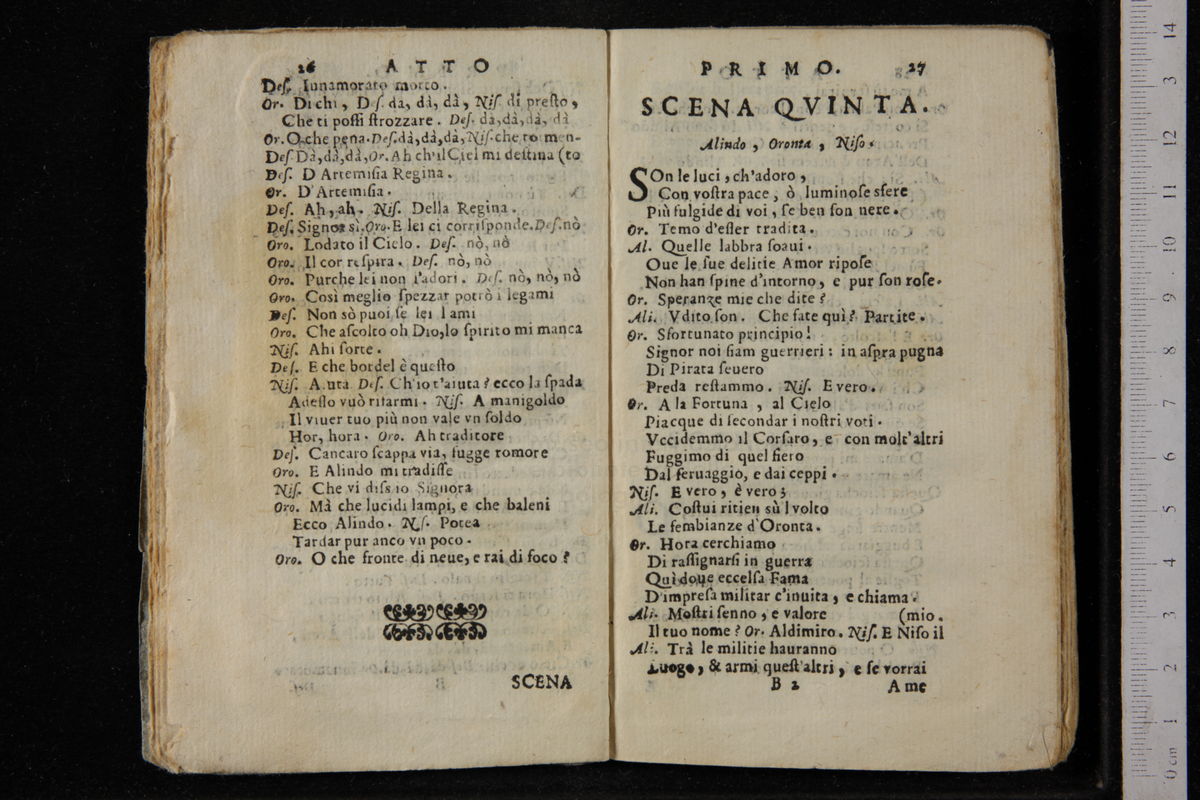 26 ATTO
Des. Innamorato morto.
Or. Di chi, Des. da, dà, dà, Nis. di presto,
Che ti possi strozzare. Des. dà, dà, dà, dà
Or. O che pena. Des. dà, dà, dà, Nis. che tormen-
Des. Dà, dà, dà, Or. Ah ch'il Ciel mi destina (to
Des. D Artemisia Regina.
Or. D'Artemisia.
Des. Ah, ah. Nis. Della Regina.
Des. Signor sì. Oro. E lei ci corrisponde. Des. nò
Oro. Lodato il Cielo. Des. nò, nò
Oro. Il cor respira. Des. nò, nò
Oro. Purche lei non l'adori. Des. nò, nò, nò
Oro. Così meglio spezzar potrò i legami
Des. Non sò puoi se lei l ami
Oro. Che ascolto oh Dio, lo spirito mi manca
Nis. Ahi sorte.
Des. E che bordel è questo
Nis. Aiuta Des. Ch'io t'aiuta? ecco la spada
Adesso vuò rifarmi. Nis. A manigoldo
Il viuer tuo più non vale vn soldo
Hor, hora. Oro. Ah traditore
Des. Cancaro scappa via, fugge romore
Oro. E Alindo mi tradisse
Nis. Che vi diss io Signora
Oro. Mà che lucidi lampi, e che baleni
Ecco Alindo. Nis. Potea
Tardar pur anco vn poco.
Oro. O che fronte di neue, e rai di foco?
SCENA
PRIMO. 27
SCENA QVINTA.
Alindo, Oronta, Niso.
SOn le luci, ch'adoro,
Con vostra pace, ò luminose sfere
Più fulgide di voi, se ben son nere.
Or. Temo d'esser tradita.
Al. Quelle labbra soaui.
Oue le sue delitie Amor ripose
Non han spine d'intorno, e pur son rose.
Or. Speranze mie che dite?
Ali. Vdito son. Che fate quì? Partite.
Or. Sfortunato principio!
Signor noi siam guerrieri: in aspra pugna
Di Pirata seuero
Preda restammo. Nis. E vero.
Or. A la Fortuna, al Cielo
Piacque di secondar i nostri voti.
Vccidemmo il Corsaro, e con molt'altri
Fuggimo di quel fiero
Dal seruaggio, e dai ceppi.
Nis. E vero, è vero;
Ali. Costui ritien sù l volto
Le sembianze d'Oronta.
Or. Hora cerchiamo
Di rassignarsi in guerra
Quì doue eccelsa Fama
D'impresa militar c'inuita, e chiama.
Ali. Mostri senno, e valore (mio.
Il tuo nome? Or. Aldimiro. Nis. E Niso il
Ali. Trà le militie hauranno
Luogo, & armi quest'altri, e se vorrai
B 2 A me